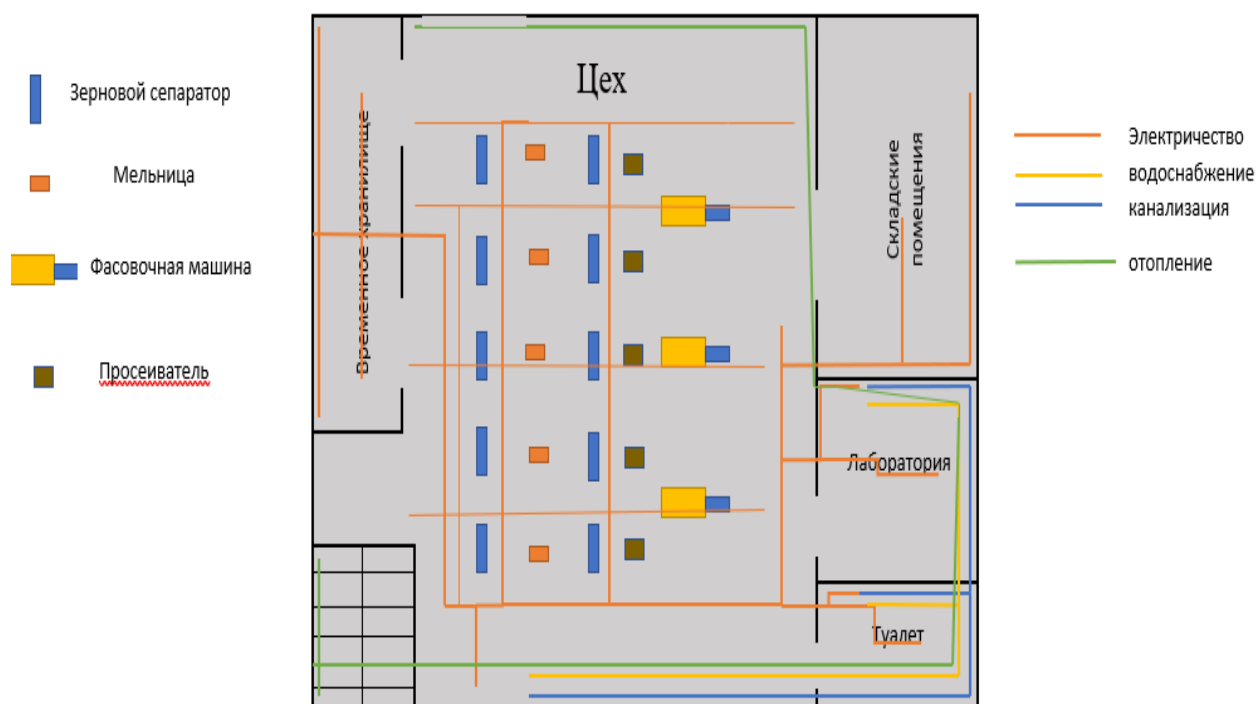 Зерновой сепаратор
Мельница
Фасовочная машина
Просеиватель
Цех
Временное хранилище
Складские
помещения
Лаборатория
Туалет
Электричество
водоснабжение
канализация
отопление